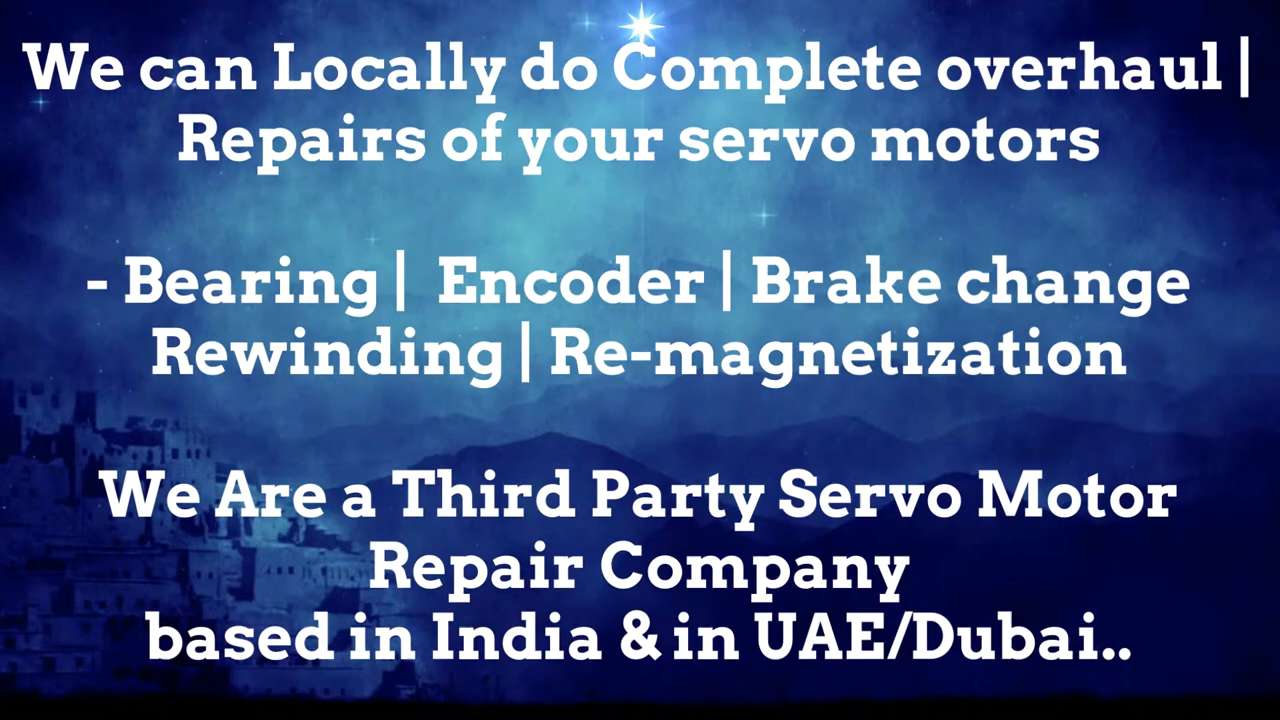 We can Locally do Complete overhaul |
Repairs of your servo motors
- Bearing | Encoder | Brake change
Rewinding | Re-magnetization
We Are a Third Party Servo Motor
Repair Company
based in India & in UAE/Dubai..